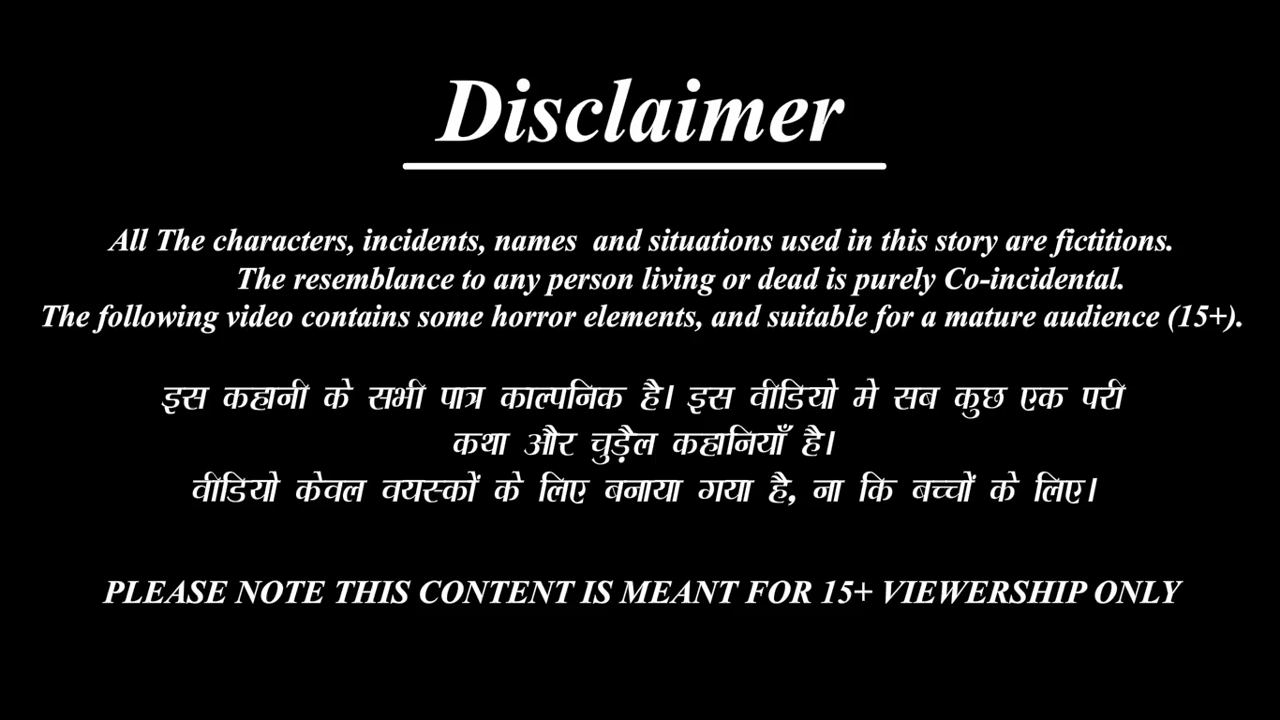 Disclaimer
All The characters, incidents, names and situations used in this story are fictitions.
The resemblance to any person living or dead is purely Co-incidental.
The following video contains some horror elements, and suitable for a mature audience (15+).
इस कहानी के सभी पात्र काल्पनिक है। इस वीडियो मे सब कुछ एक परी
कथा और चुड़ैल कहानियाँ है।
वीडियो केवल वयस्कों के लिए बनाया गया है, ना कि बच्चों के लिए।
PLEASE NOTE THIS CONTENT IS MEANT FOR 15+ VIEWERSHIP ONLY